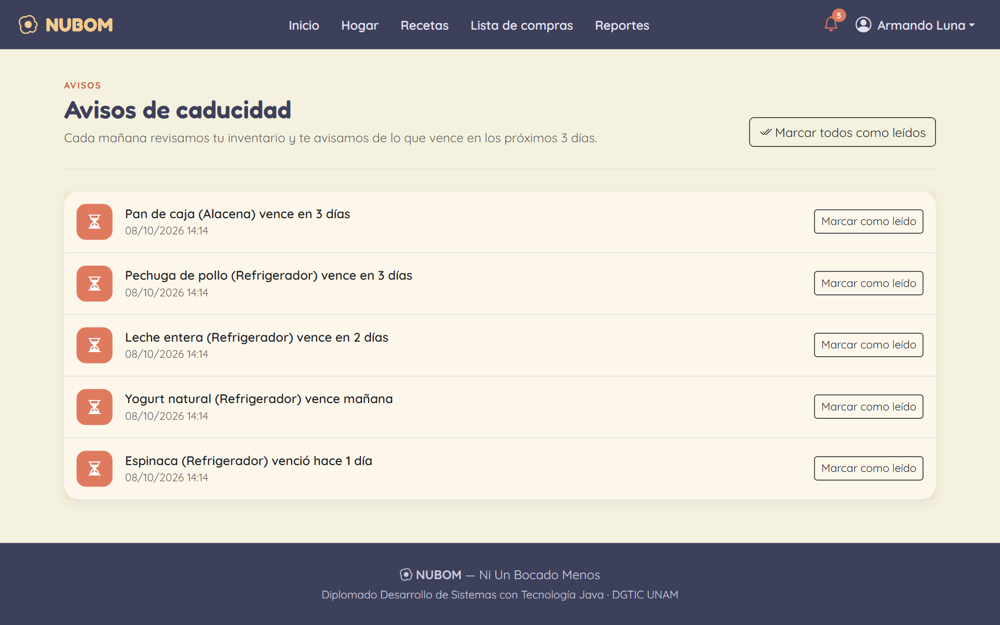 NUBOM
Inicio
Hogar
Recetas
Lista de compras
Reportes
5
Armando Luna
AVISOS
Avisos de caducidad
Cada mañana revisamos tu inventario y te avisamos de lo que vence en los próximos 3 días.
Marcar todos como leídos
Pan de caja (Alacena) vence en 3 días
08/10/2026 14:14
Marcar como leído
Pechuga de pollo (Refrigerador) vence en 3 días
08/10/2026 14:14
Marcar como leído
Leche entera (Refrigerador) vence en 2 días
08/10/2026 14:14
Marcar como leído
Yogurt natural (Refrigerador) vence mañana
08/10/2026 14:14
Marcar como leído
Espinaca (Refrigerador) venció hace 1 día
08/10/2026 14:14
Marcar como leído
NUBOM — Ni Un Bocado Menos
Diplomado Desarrollo de Sistemas con Tecnología Java · DGTIC UNAM